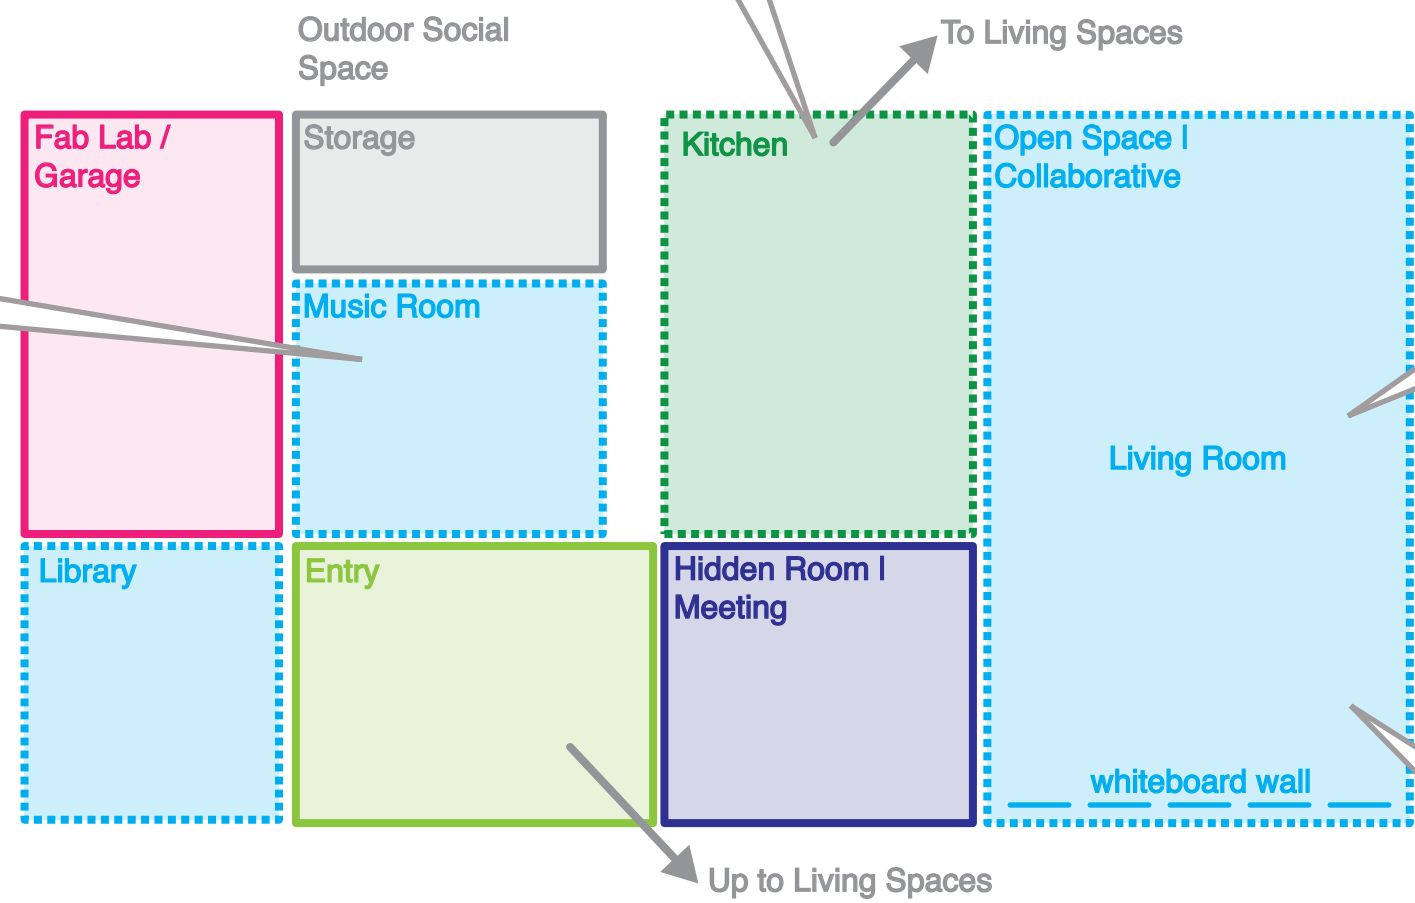 Outdoor Social
Space
To Living Spaces
Fab Lab /
Garage
Storage
Kitchen
Open Space |
Collaborative
Music Room
Living Room
Library
Entry
Hidden Room |
Meeting
whiteboard wall
Up to Living Spaces